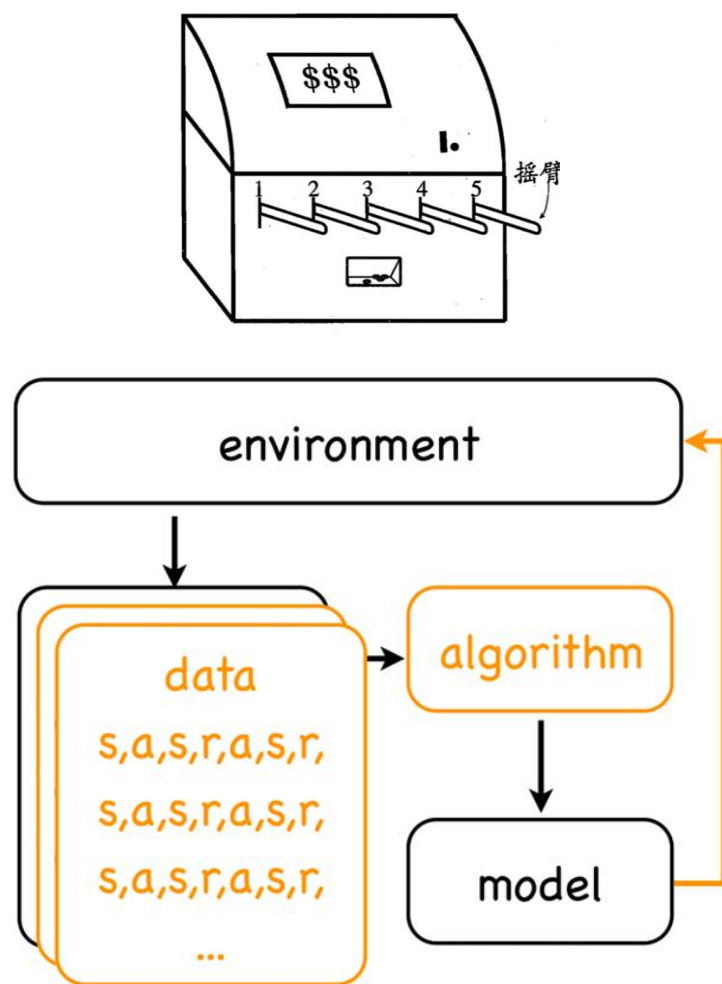 $$$
1 2 3 4 5
摇臂
environment
data
s,a,s,r,a,s,r,
s,a,s,r,a,s,r,
s,a,s,r,a,s,r,
...
algorithm
model